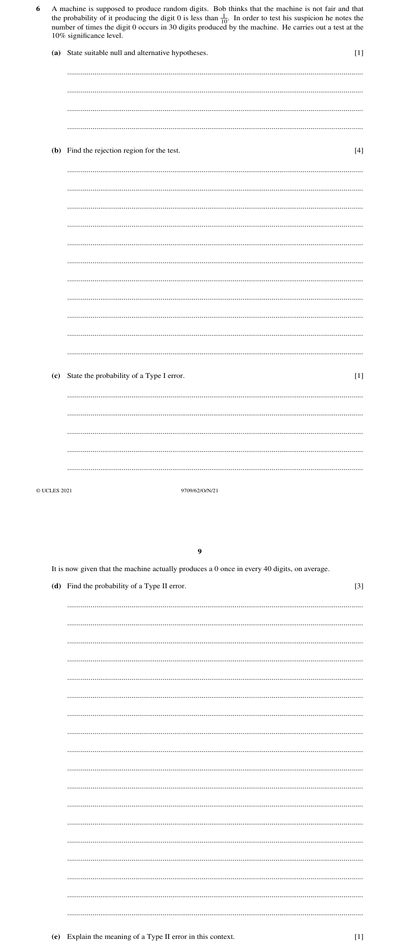 6 A machine is supposed to produce random digits. Bob thinks that the machine is not fair and that
the probability of it producing the digit 0 is less than 1/10. In order to test his suspicion he notes the
number of times the digit 0 occurs in 30 digits produced by the machine. He carries out a test at the
10% significance level.
(a) State suitable null and alternative hypotheses. [1]
(b) Find the rejection region for the test. [4]
(c) State the probability of a Type I error. [1]
© UCLES 2021 9709/62/O/N/21
9
It is now given that the machine actually produces a 0 once in every 40 digits, on average.
(d) Find the probability of a Type II error. [3]
(e) Explain the meaning of a Type II error in this context. [1]